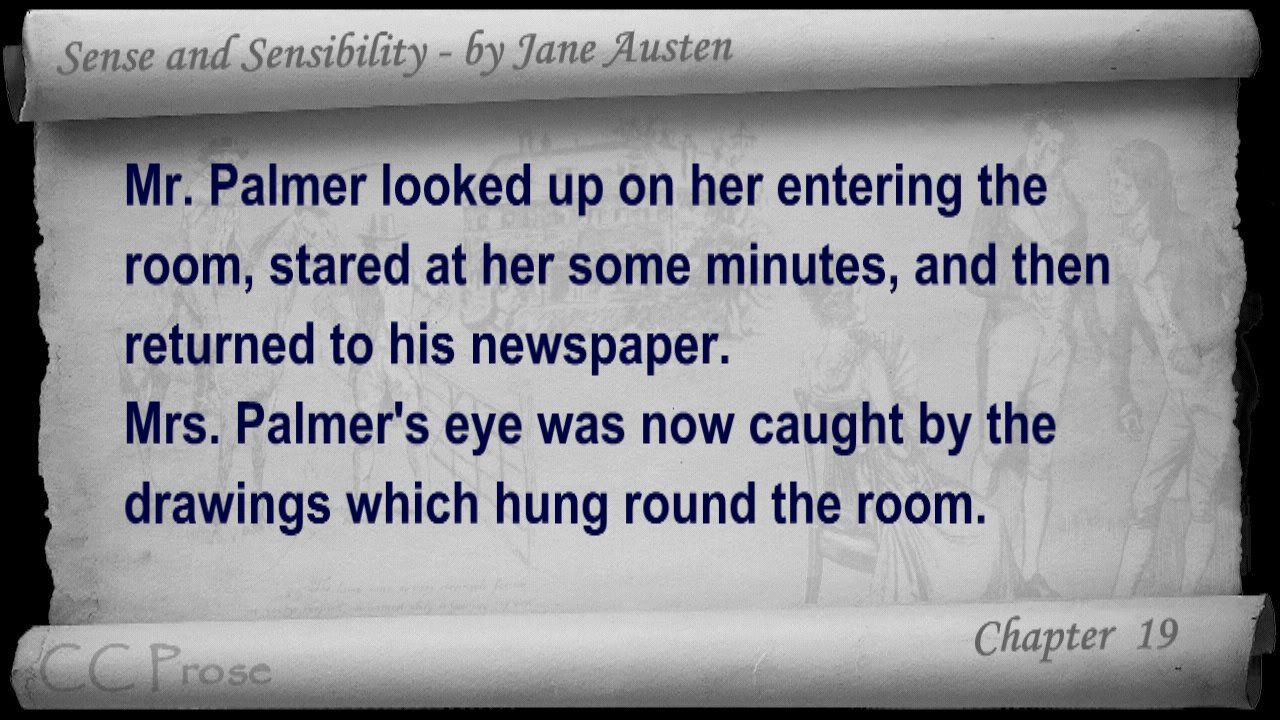 Sense and Sensibility - by Jane Austen
Mr. Palmer looked up on her entering the
room, stared at her some minutes, and then
returned to his newspaper.
Mrs. Palmer's eye was now caught by the
drawings which hung round the room.
Chapter 19
CC Prose